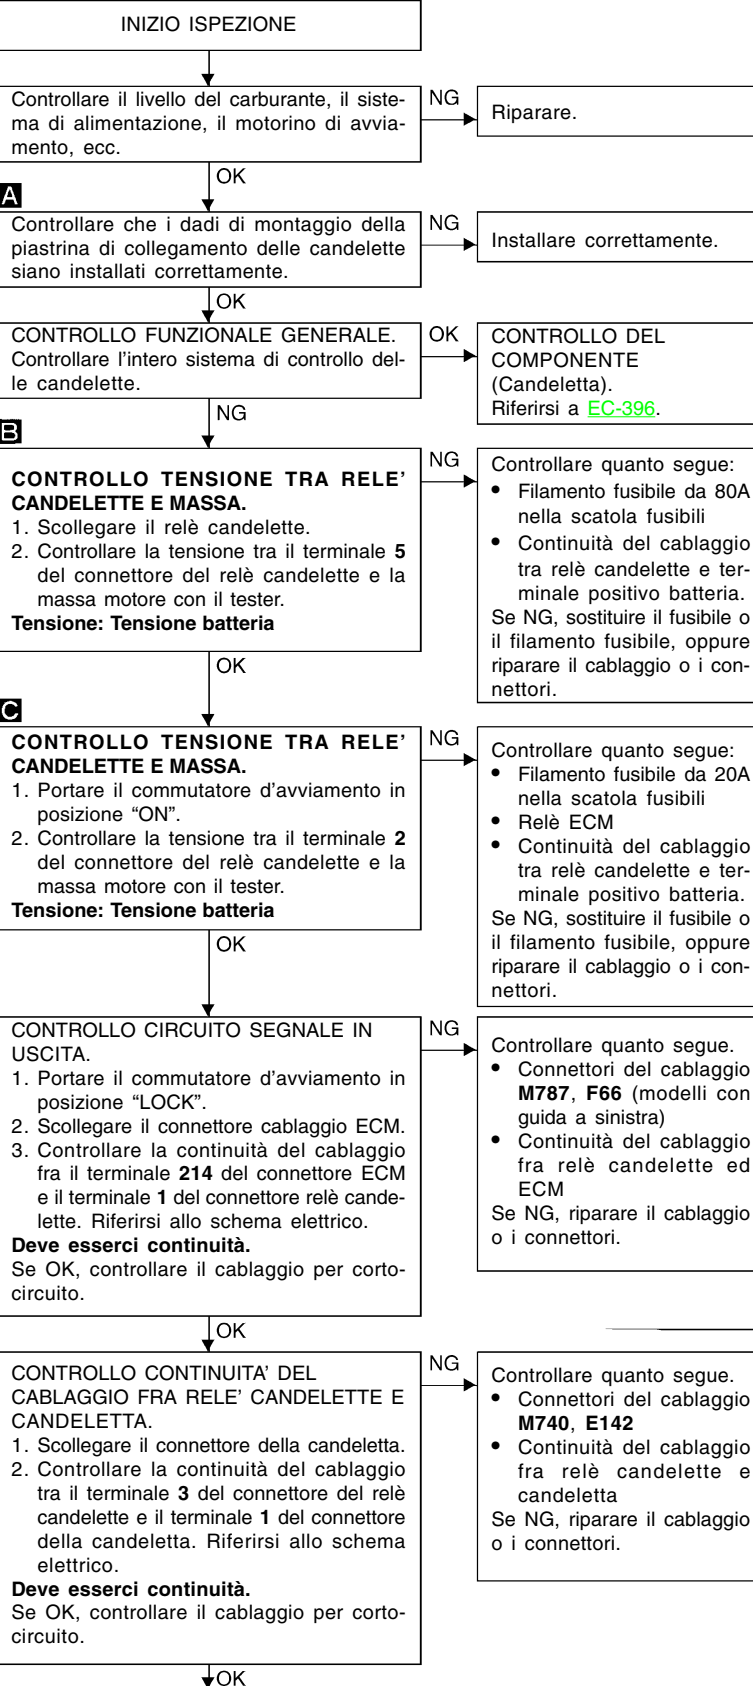 INIZIO ISPEZIONE
Controllare il livello del carburante, il siste-
ma di alimentazione, il motorino di avvia-
mento, ecc.
NG
Riparare.
OK
A
Controllare che i dadi di montaggio della
piastrina di collegamento delle candelette
siano installati correttamente.
NG
Installare correttamente.
OK
CONTROLLO FUNZIONALE GENERALE.
Controllare l'intero sistema di controllo del-
le candelette.
OK
CONTROLLO DEL
COMPONENTE
(Candeletta).
Riferirsi a EC-396.
NG
B
CONTROLLO TENSIONE TRA RELE'
CANDELETTE E MASSA.
1. Scollegare il relè candelette.
2. Controllare la tensione tra il terminale 5
del connettore del relè candelette e la
massa motore con il tester.
Tensione: Tensione batteria
NG
Controllare quanto segue:
• Filamento fusibile da 80A
nella scatola fusibili
• Continuità del cablaggio
tra relè candelette e ter-
minale positivo batteria.
Se NG, sostituire il fusibile o
il filamento fusibile, oppure
riparare il cablaggio o i con-
nettori.
OK
C
CONTROLLO TENSIONE TRA RELE'
CANDELETTE E MASSA.
1. Portare il commutatore d'avviamento in
posizione “ON”.
2. Controllare la tensione tra il terminale 2
del connettore del relè candelette e la
massa motore con il tester.
Tensione: Tensione batteria
NG
Controllare quanto segue:
• Filamento fusibile da 20A
nella scatola fusibili
• Relè ECM
• Continuità del cablaggio
tra relè candelette e ter-
minale positivo batteria.
Se NG, sostituire il fusibile o
il filamento fusibile, oppure
riparare il cablaggio o i con-
nettori.
OK
CONTROLLO CIRCUITO SEGNALE IN
USCITA.
1. Portare il commutatore d'avviamento in
posizione “LOCK”.
2. Scollegare il connettore cablaggio ECM.
3. Controllare la continuità del cablaggio
fra il terminale 214 del connettore ECM
e il terminale 1 del connettore relè cande-
lette. Riferirsi allo schema elettrico.
Deve esserci continuità.
Se OK, controllare il cablaggio per corto-
circuito.
NG
Controllare quanto segue.
• Connettori del cablaggio
M787, F66 (modelli con
guida a sinistra)
• Continuità del cablaggio
fra relè candelette ed
ECM
Se NG, riparare il cablaggio
o i connettori.
OK
CONTROLLO CONTINUITA' DEL
CABLAGGIO FRA RELE' CANDELETTE E
CANDELETTA.
1. Scollegare il connettore della candeletta.
2. Controllare la continuità del cablaggio
tra il terminale 3 del connettore del relè
candelette e il terminale 1 del connettore
della candeletta. Riferirsi allo schema
elettrico.
Deve esserci continuità.
Se OK, controllare il cablaggio per corto-
circuito.
NG
Controllare quanto segue.
• Connettori del cablaggio
M740, E142
• Continuità del cablaggio
fra relè candelette e
candeletta
Se NG, riparare il cablaggio
o i connettori.
OK